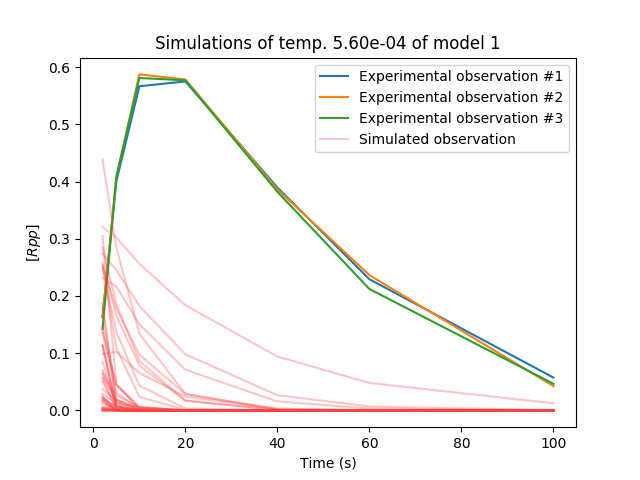 Simulations of temp. 5.60e-04 of model 1
Experimental observation #1
Experimental observation #2
Experimental observation #3
Simulated observation
[Rpp]
0.6
0.5
0.4
0.3
0.2
0.1
0.0
0 20 40 60 80 100
Time (s)